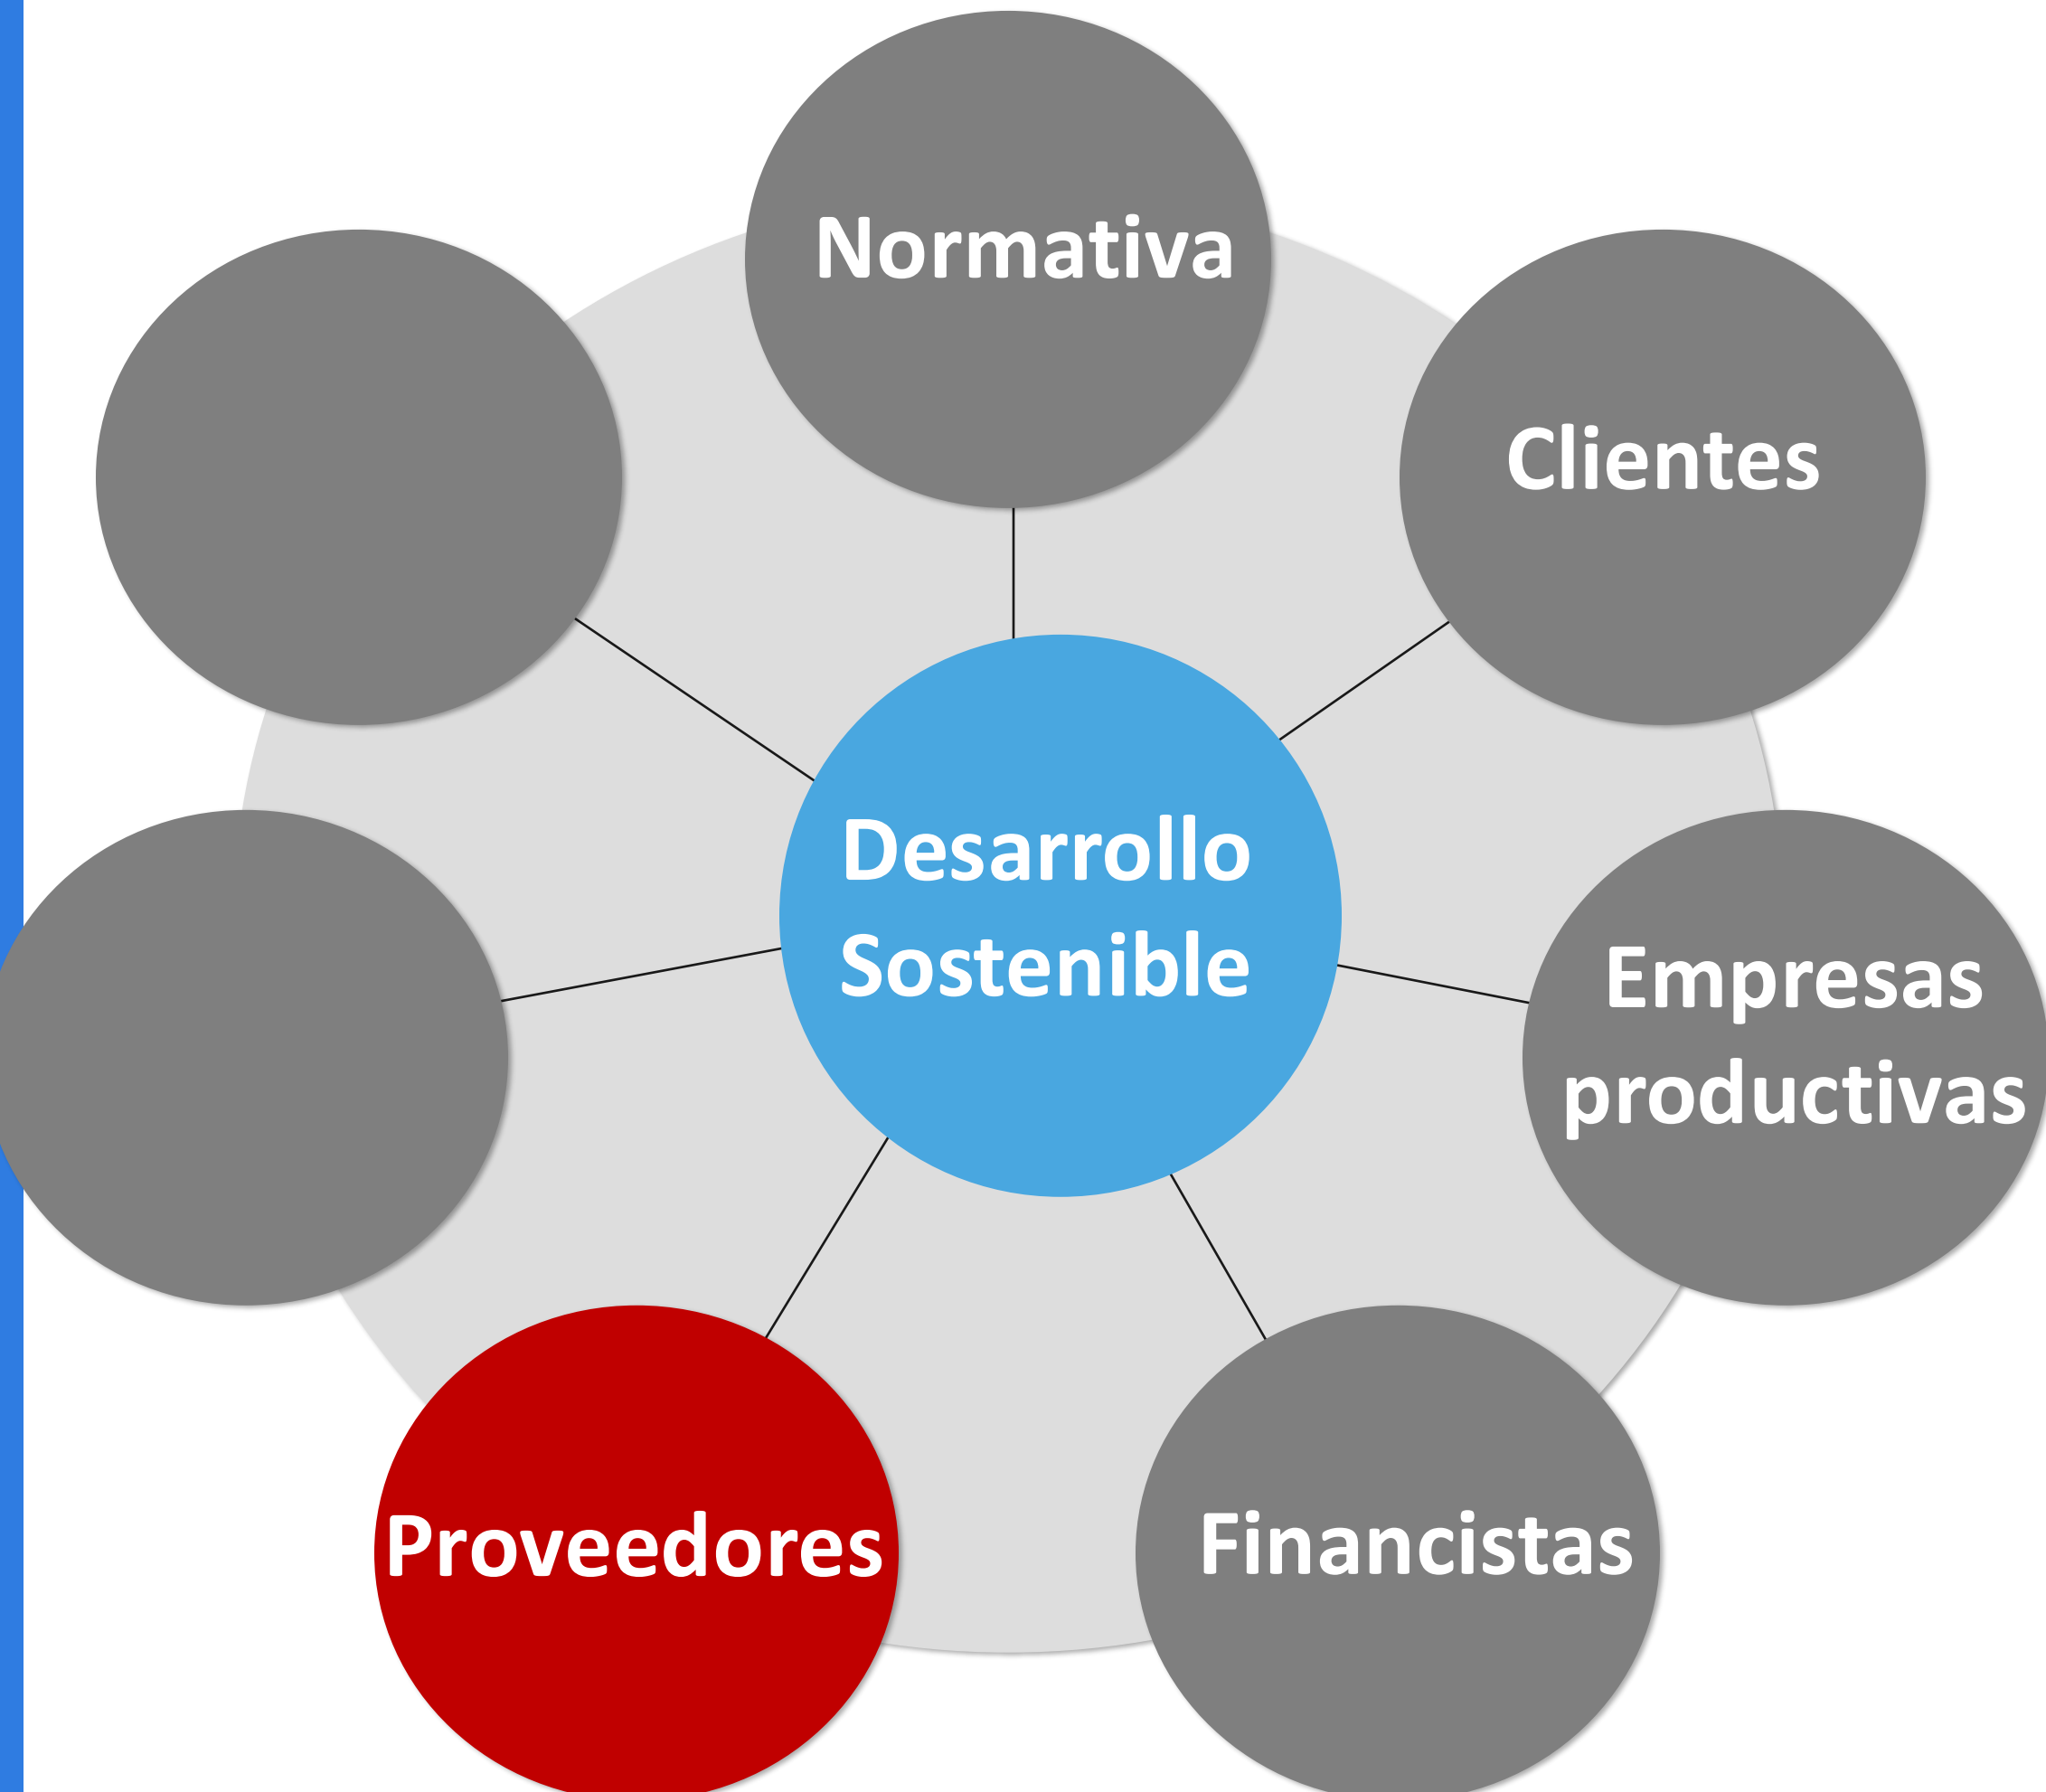 Normativa
Clientes
Desarrollo
Sostenible
Empresas
productivas
Proveedores
Financistas